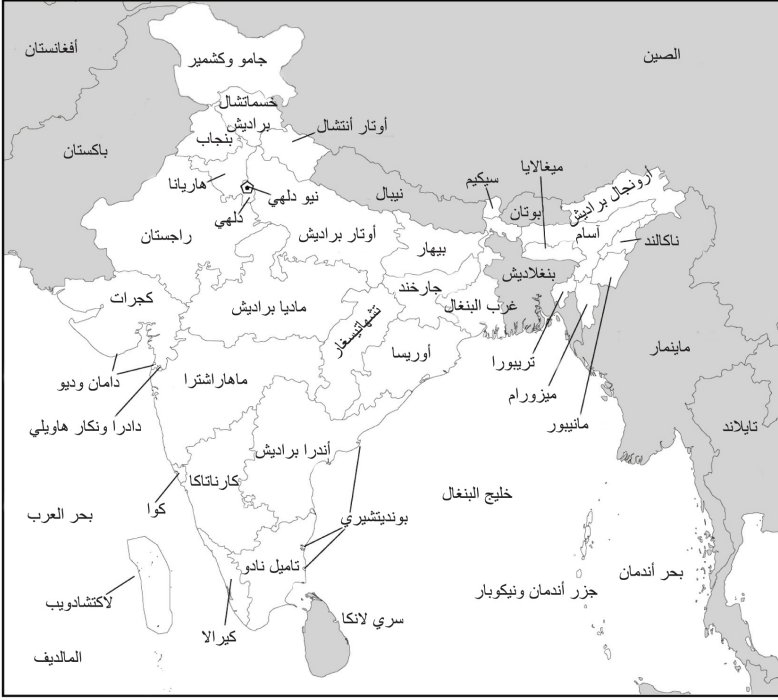 أفغانستان
الصين
جامو وكشمير
خسماتشال
براديش
أوتار أنتشال
بنجاب
باكستان
هاريانا
نيو دلهي
دلهي
نيبال
سيكيم
ميغالايا
بوتان
أرونجال براديش
آسام
ناكالند
راجستان
أوتار براديش
بيهار
بنغلاديش
جارخند
غرب البنغال
كجرات
ماديا براديش
تشهاتيسغار
أوريسا
تريبورا
ميزورام
مانيبور
ماينمار
تايلاند
دامان وديو
ماهاراشترا
دادرا ونكار هاويلي
أندرا براديش
كارناتاكا
كوا
خليج البنغال
بحر العرب
بونديتشيري
تاميل نادو
بحر أندمان
جزر أندمان ونيكوبار
لاكتشادويب
كيرالا
سري لانكا
المالديف